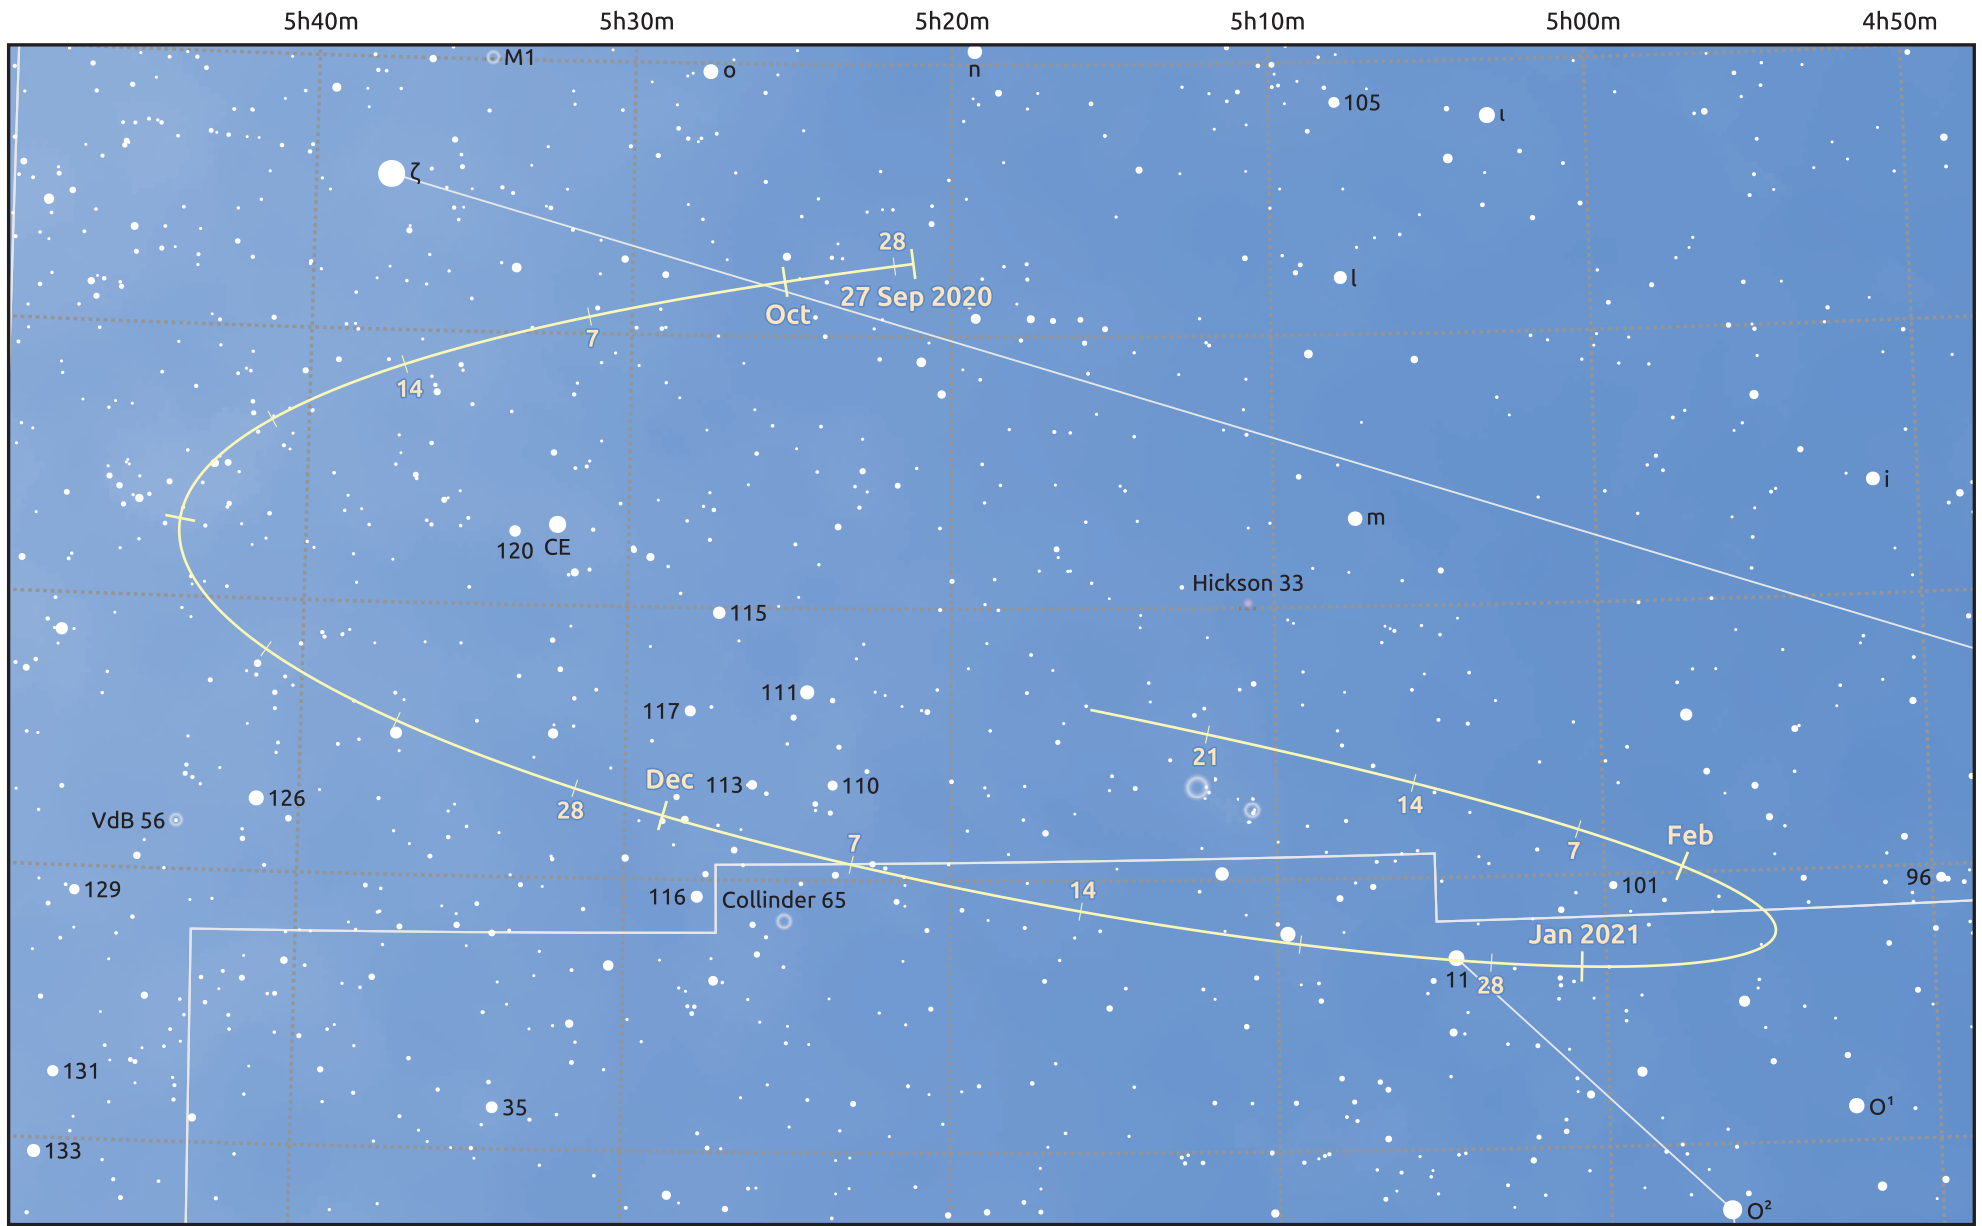 5h40m 5h30m 5h20m 5h10m 5h00m 4h50m
M1
o
n
105
ι
ζ
28
27 Sep 2020
Oct
l
7
14
i
m
120 CE
Hickson 33
115
111
117
21
Dec
113
110
126
28
14
VdB 56
7
Feb
7
129
116
Collinder 65
14
101
96
Jan 2021
11
28
131
35
O¹
133
O²